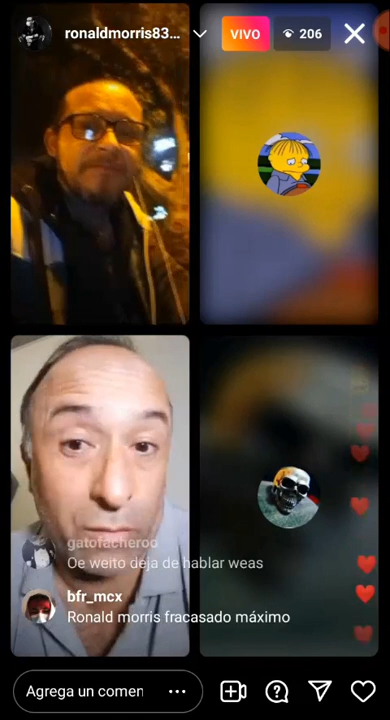 ronaldmorris83...
VIVO
206
gatofacheroo
Oe weito deja de hablar weas
bfr_mcx
Ronald morris fracasado máximo
Agrega un comen